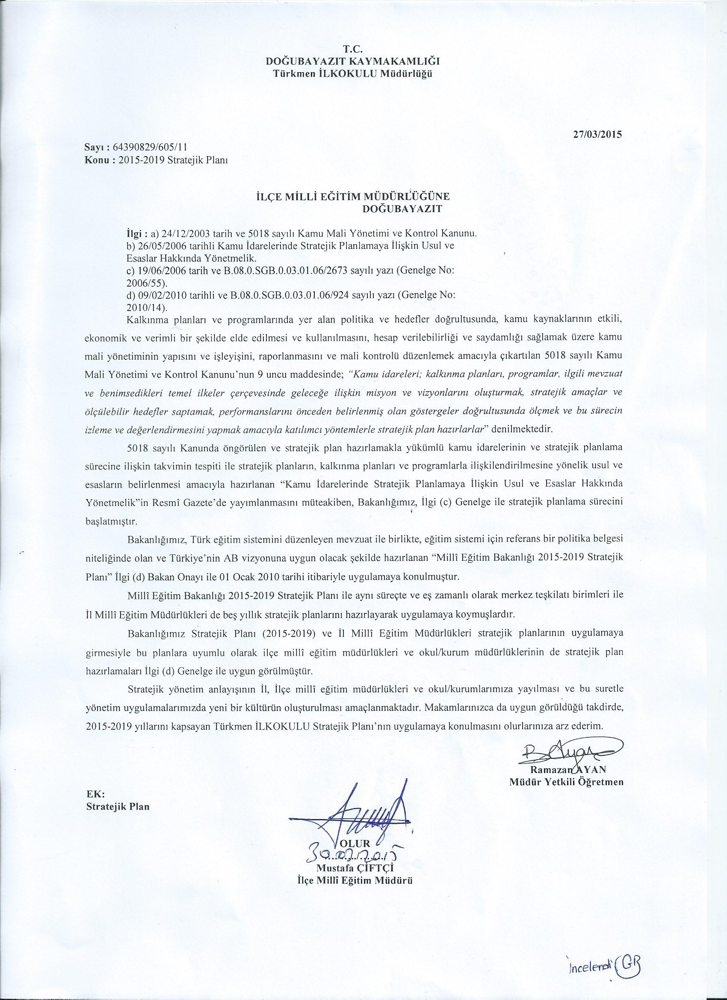 T.C.
DOĞUBAYAZIT KAYMAKAMLIĞI
Türkmen İLKOKULU Müdürlüğü
27/03/2015
Sayı : 64390829/605/11
Konu : 2015-2019 Stratejik Planı
İLÇE MİLLİ EĞİTİM MÜDÜRLÜĞÜNE
DOĞUBAYAZIT
İlgi : a) 24/12/2003 tarih ve 5018 sayılı Kamu Mali Yönetimi ve Kontrol Kanunu.
b) 26/05/2006 tarihli Kamu İdarelerinde Stratejik Planlamaya İlişkin Usul ve
Esaslar Hakkında Yönetmelik.
c) 19/06/2006 tarih ve B.08.0.SGB.0.03.01.06/2673 sayılı yazı (Genelge No:
2006/55).
d) 09/02/2010 tarihli ve B.08.0.SGB.0.03.01.06/924 sayılı yazı (Genelge No:
2010/14).
Kalkınma planları ve programlarında yer alan politika ve hedefler doğrultusunda, kamu kaynaklarının etkili,
ekonomik ve verimli bir şekilde elde edilmesi ve kullanılmasını, hesap verilebilirliği ve saydamlığı sağlamak üzere kamu
mali yönetiminin yapısını ve işleyişini, raporlanmasını ve mali kontrolü düzenlemek amacıyla çıkartılan 5018 sayılı Kamu
Mali Yönetimi ve Kontrol Kanunu’nun 9 uncu maddesinde; “Kamu idareleri; kalkınma planları, programlar, ilgili mevzuat
ve benimsedikleri temel ilkeler çerçevesinde geleceğe ilişkin misyon ve vizyonlarını oluşturmak, stratejik amaçlar ve
ölçülebilir hedefler saptamak, performanslarını önceden belirlenmiş olan göstergeler doğrultusunda ölçmek ve bu sürecin
izleme ve değerlendirmesini yapmak amacıyla katılımcı yöntemlerle stratejik plan hazırlarlar” denilmektedir.
5018 sayılı Kanunda öngörülen ve stratejik plan hazırlamakla yükümlü kamu idarelerinin ve stratejik planlama
sürecine ilişkin takvimin tespiti ile stratejik planların, kalkınma planları ve programlarla ilişkilendirilmesine yönelik usul ve
esasların belirlenmesi amacıyla hazırlanan “Kamu İdarelerinde Stratejik Planlamaya İlişkin Usul ve Esaslar Hakkında
Yönetmelik”in Resmî Gazete’de yayımlanmasını müteakiben, Bakanlığımız, İlgi (c) Genelge ile stratejik planlama sürecini
başlatmıştır.
Bakanlığımız, Türk eğitim sistemini düzenleyen mevzuat ile birlikte, eğitim sistemi için referans bir politika belgesi
niteliğinde olan ve Türkiye’nin AB vizyonuna uygun olacak şekilde hazırlanan “Millî Eğitim Bakanlığı 2015-2019 Stratejik
Planı” İlgi (d) Bakan Onayı ile 01 Ocak 2010 tarihi itibariyle uygulamaya konulmuştur.
Millî Eğitim Bakanlığı 2015-2019 Stratejik Planı ile aynı süreçte ve eş zamanlı olarak merkez teşkilatı birimleri ile
İl Millî Eğitim Müdürlükleri de beş yıllık stratejik planlarını hazırlayarak uygulamaya koymuşlardır.
Bakanlığımız Stratejik Planı (2015-2019) ve İl Millî Eğitim Müdürlükleri stratejik planlarının uygulamaya
girmesiyle bu planlara uyumlu olarak ilçe millî eğitim müdürlükleri ve okul/kurum müdürlüklerinin de stratejik plan
hazırlamaları İlgi (d) Genelge ile uygun görülmüştür.
Stratejik yönetim anlayışının İl, İlçe millî eğitim müdürlükleri ve okul/kurumlarımıza yayılması ve bu suretle
yönetim uygulamalarımızda yeni bir kültürün oluşturulması amaçlanmaktadır. Makamlarınızca da uygun görüldüğü takdirde,
2015-2019 yıllarını kapsayan Türkmen İLKOKULU Stratejik Planı’nın uygulamaya konulmasını olurlarınıza arz ederim.
Ramazan AYAN
Müdür Yetkili Öğretmen
EK:
Stratejik Plan
OLUR
Mustafa ÇİFTÇİ
İlçe Millî Eğitim Müdürü
İncelendi GB